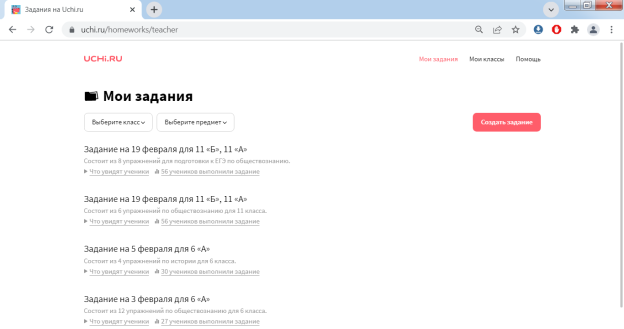 Задания на Uchi.ru
uchi.ru/homeworks/teacher
UCHi.RU
Мои задания
Мои классы
Помощь
Мои задания
Выберите класс
Выберите предмет
Создать задание
Задание на 19 февраля для 11 «Б», 11 «А»
Состоит из 8 упражнений для подготовки к ЕГЭ по обществознанию.
Что увидят ученики 56 учеников выполнили задание
Задание на 19 февраля для 11 «Б», 11 «А»
Состоит из 6 упражнений по обществознанию для 11 класса.
Что увидят ученики 56 учеников выполнили задание
Задание на 5 февраля для 6 «А»
Состоит из 4 упражнений по истории для 6 класса.
Что увидят ученики 30 учеников выполнили задание
Задание на 3 февраля для 6 «А»
Состоит из 12 упражнений по обществознанию для 6 класса.
Что увидят ученики 27 учеников выполнили задание